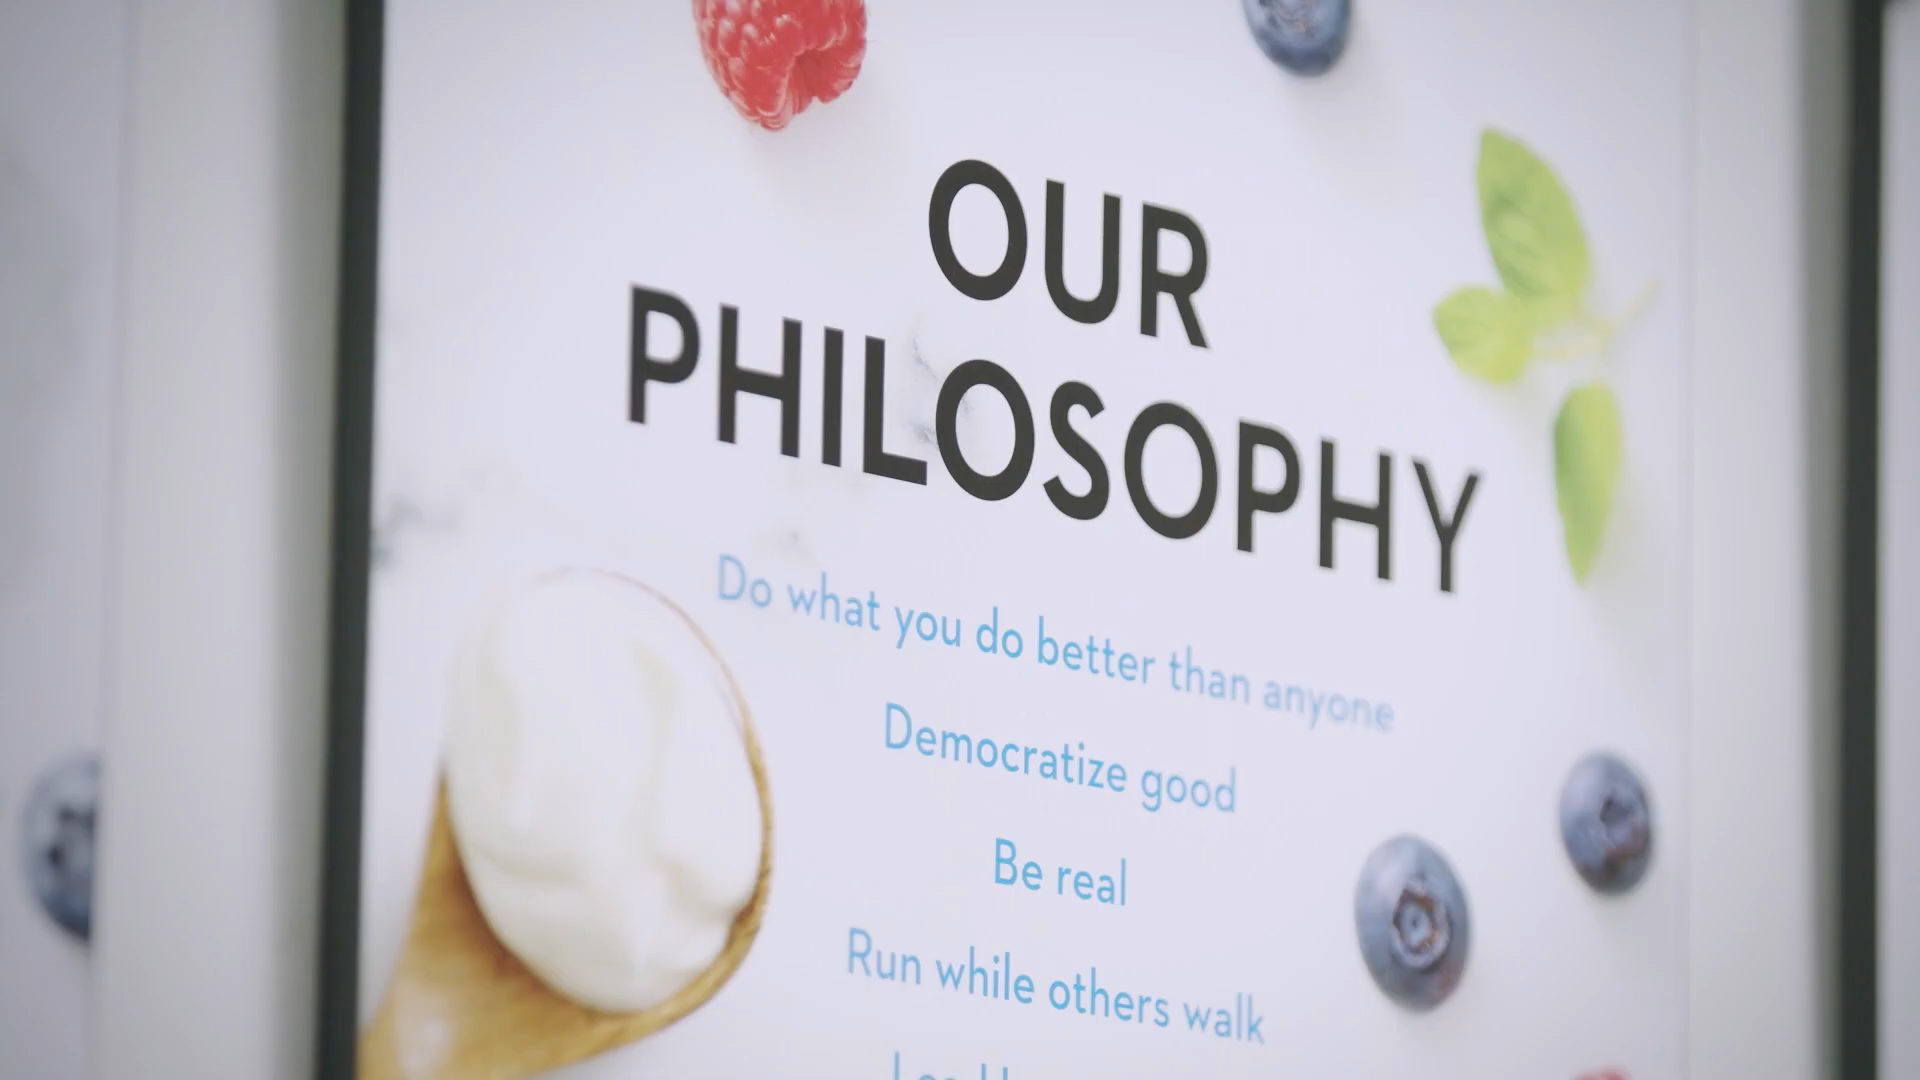 OUR
PHILOSOPHY
Do what you do better than anyone
Democratize good
Be real
Run while others walk